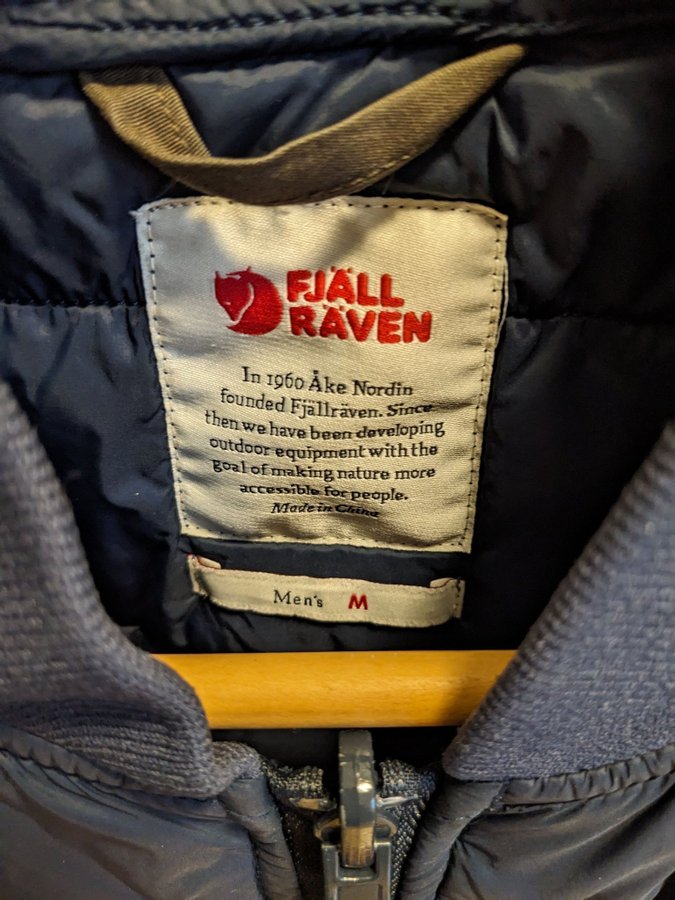 FJÄLL
RÄVEN
In 1960 Åke Nordin
founded Fjällräven. Since
then we have been developing
outdoor equipment with the
goal of making nature more
accessible for people.
Made in China
Men's M